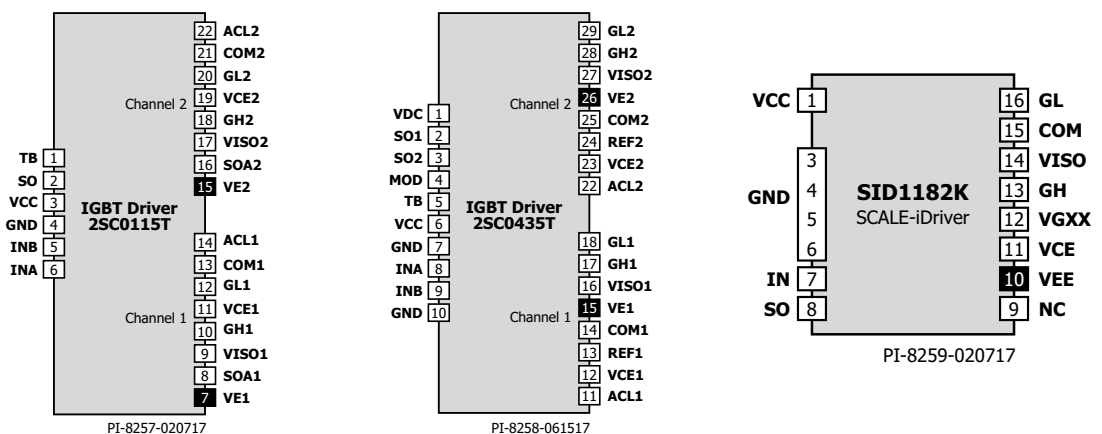 22 ACL2
21 COM2
20 GL2
Channel 2 19 VCE2
18 GH2
17 VISO2
16 SOA2
15 VE2
TB 1
SO 2
VCC 3
GND 4
INB 5
INA 6
IGBT Driver
2SC0115T
14 ACL1
13 COM1
12 GL1
11 VCE1
Channel 1 10 GH1
9 VISO1
8 SOA1
7 VE1
PI-8257-020717
29 GL2
28 GH2
27 VISO2
Channel 2 26 VE2
25 COM2
24 REF2
23 VCE2
22 ACL2
VDC 1
SO1 2
SO2 3
MOD 4
TB 5
VCC 6
GND 7
INA 8
INB 9
GND 10
IGBT Driver
2SC0435T
18 GL1
17 GH1
16 VISO1
15 VE1
Channel 1 14 COM1
13 REF1
12 VCE1
11 ACL1
PI-8258-061517
VCC 1
GND 3
4
5
6
IN 7
SO 8
SID1182K
SCALE-iDriver
16 GL
15 COM
14 VISO
13 GH
12 VGXX
11 VCE
10 VEE
9 NC
PI-8259-020717